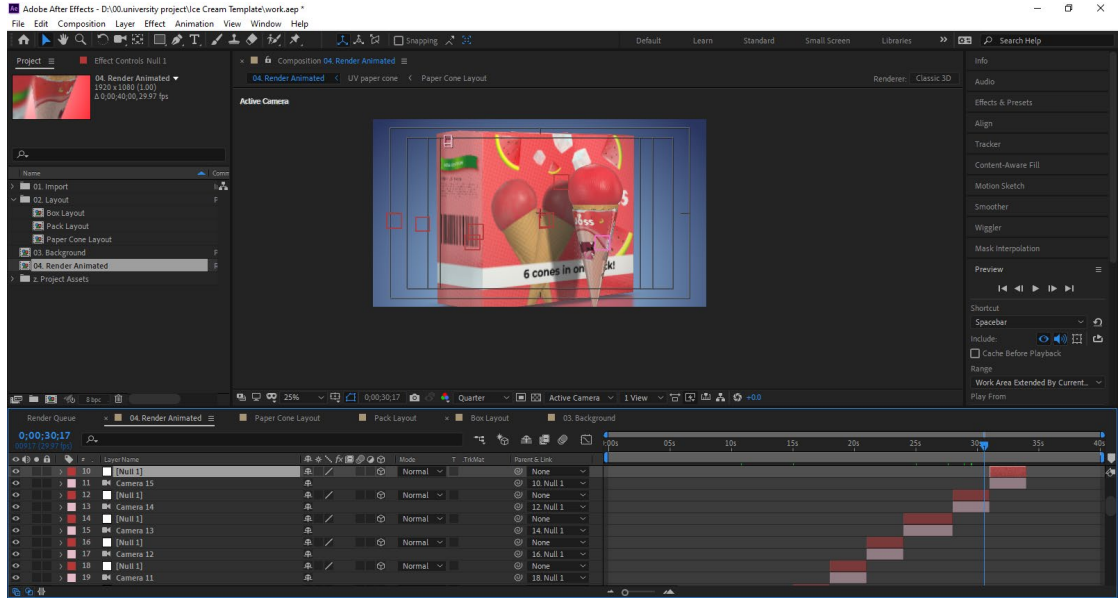 Adobe After Effects - D:\00.university project\Ice Cream Template\work.aep *
File Edit Composition Layer Effect Animation View Window Help
Snapping
Default Learn Standard Small Screen Libraries
Search Help
Project
Effect Controls Null 1
04. Render Animated
1920 x 1080 (1.00)
Δ 0;00;40;00, 29.97 fps
Name
Comm
01. Import
02. Layout
Box Layout
Pack Layout
Paper Cone Layout
03. Background
04. Render Animated
z. Project Assets
8 bpc
Composition 04. Render Animated
04. Render Animated UV paper cone Paper Cone Layout
Renderer: Classic 3D
Active Camera
6 cones in on
25%
0;00;30;17
Quarter
Active Camera
1 View
+0.0
Info
Audio
Effects & Presets
Align
Tracker
Content-Aware Fill
Motion Sketch
Smoother
Wiggler
Mask Interpolation
Preview
Shortcut
Spacebar
Include:
Cache Before Playback
Range
Work Area Extended By Current...
Play From
Render Queue
04. Render Animated
Paper Cone Layout
Pack Layout
Box Layout
03. Background
0;00;30;17
00917 (29.97 fps)
:00s 05s 10s 15s 20s 25s 30s 35s 40s
# Layer Name Mode T TrkMat Parent & Link
10 [Null 1] Normal None
11 Camera 15 10. Null 1
12 [Null 1] Normal None
13 Camera 14 12. Null 1
14 [Null 1] Normal None
15 Camera 13 14. Null 1
16 [Null 1] Normal None
17 Camera 12 16. Null 1
18 [Null 1] Normal None
19 Camera 11 18. Null 1